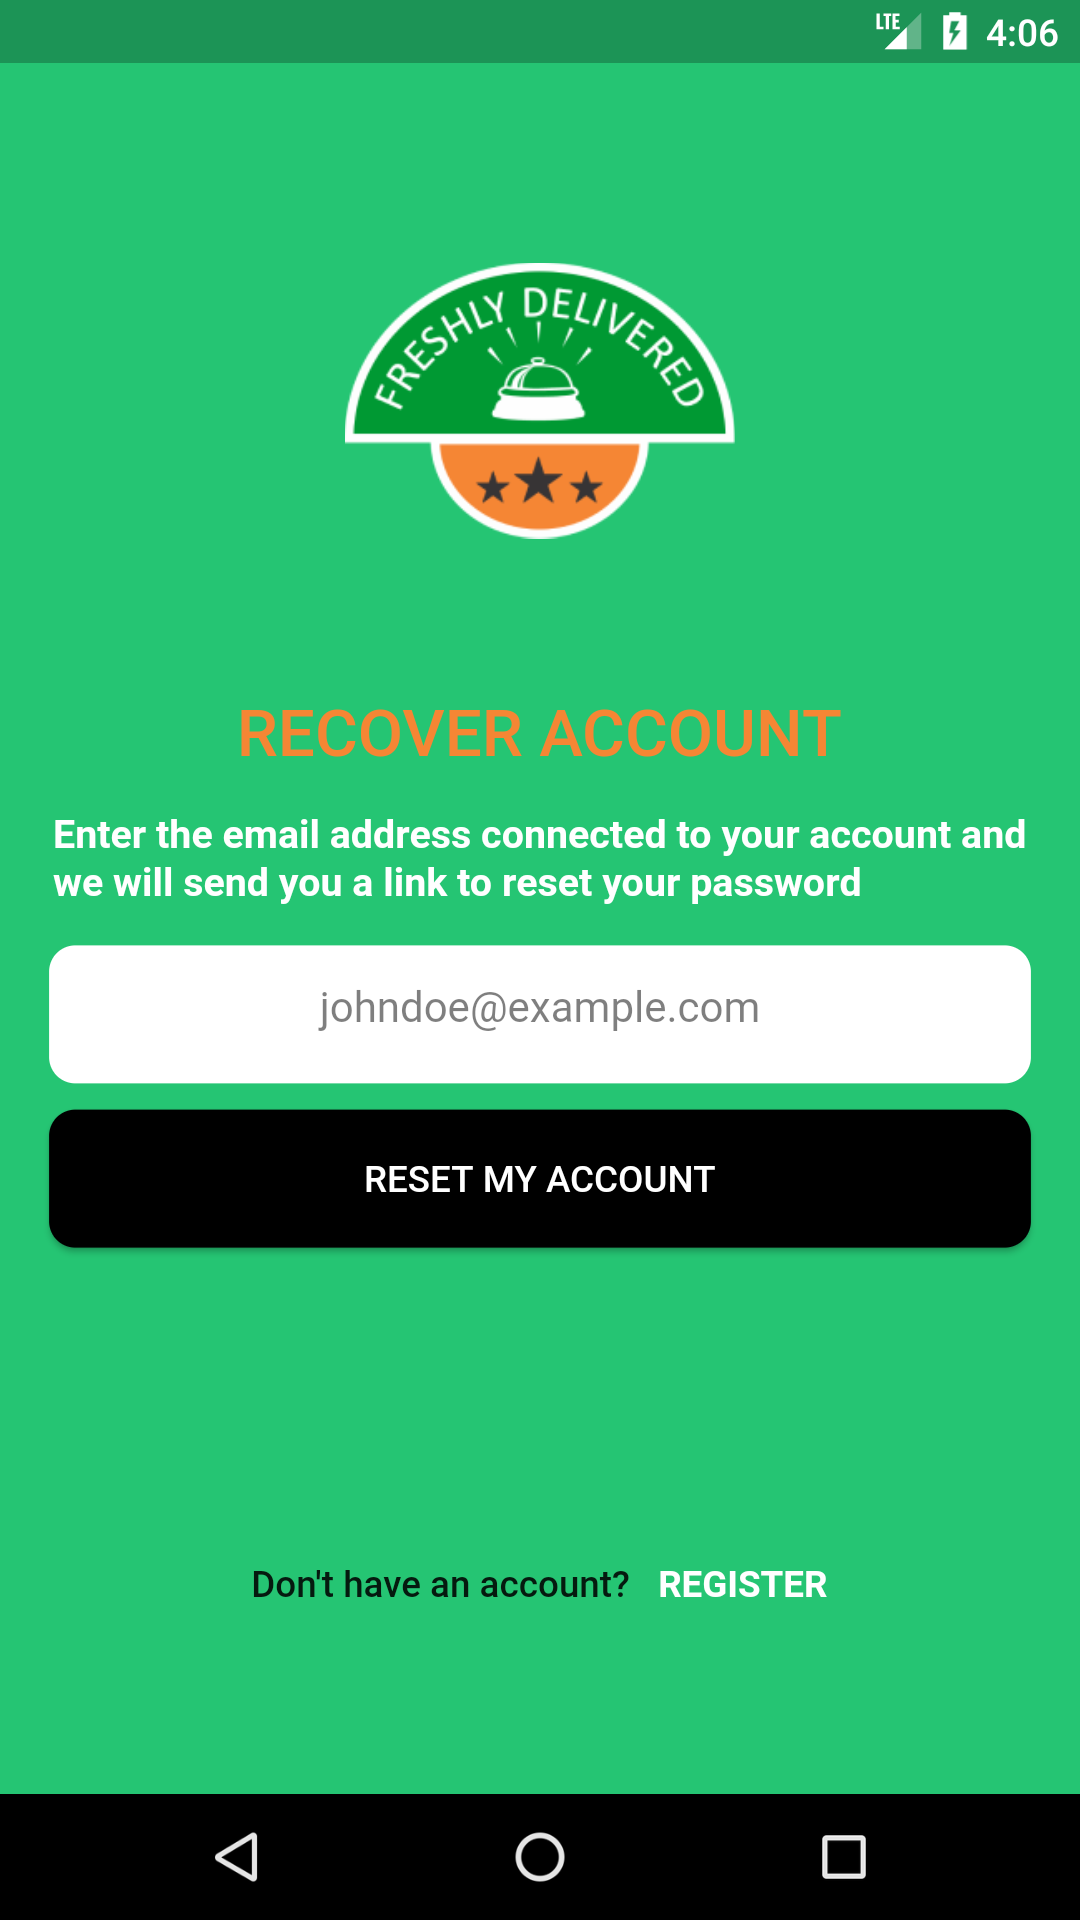 LTE 4:06
FRESHLY DELIVERED
RECOVER ACCOUNT
Enter the email address connected to your account and
we will send you a link to reset your password
johndoe@example.com
RESET MY ACCOUNT
Don't have an account? REGISTER